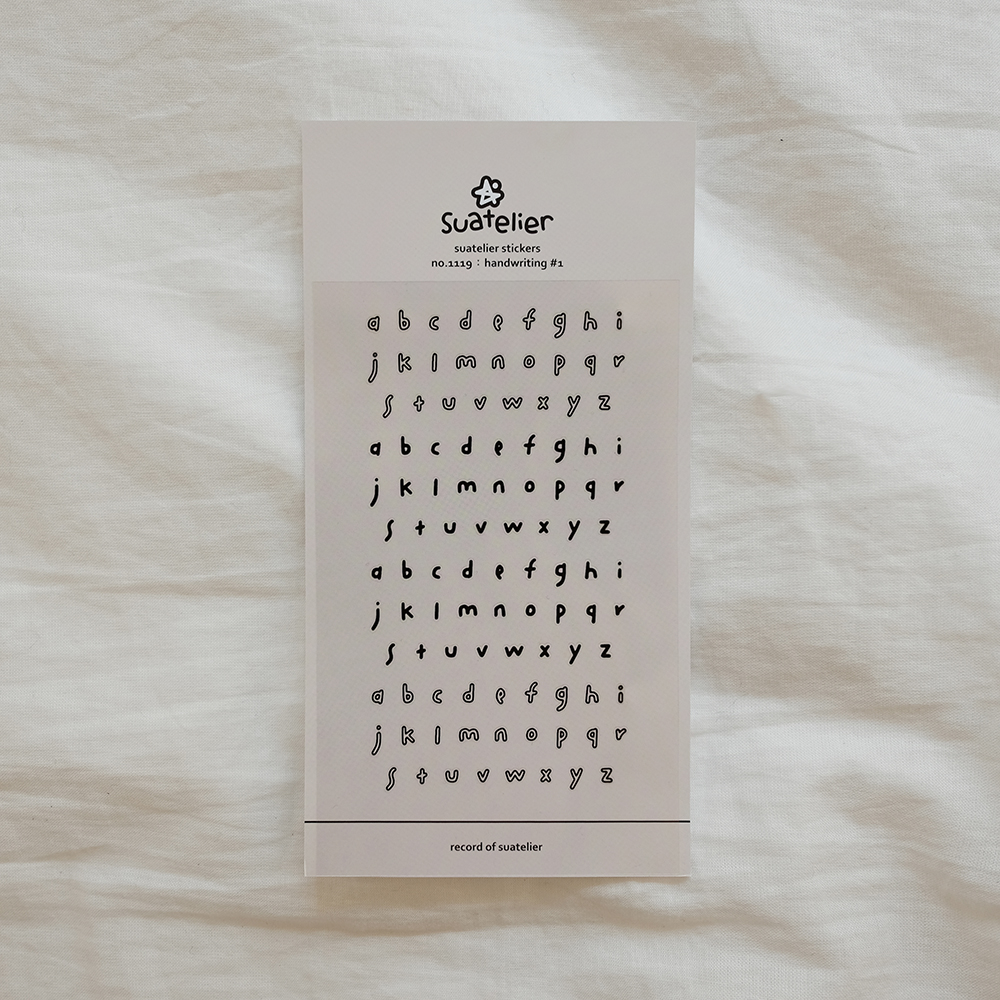 suatelier
suatelier stickers
no.1119 : handwriting #1
a b c d e f g h i
j k l m n o p q r
s t u v w x y z
a b c d e f g h i
j k l m n o p q r
s t u v w x y z
a b c d e f g h i
j k l m n o p q r
s t u v w x y z
a b c d e f g h i
j k l m n o p q r
s t u v w x y z
record of suatelier